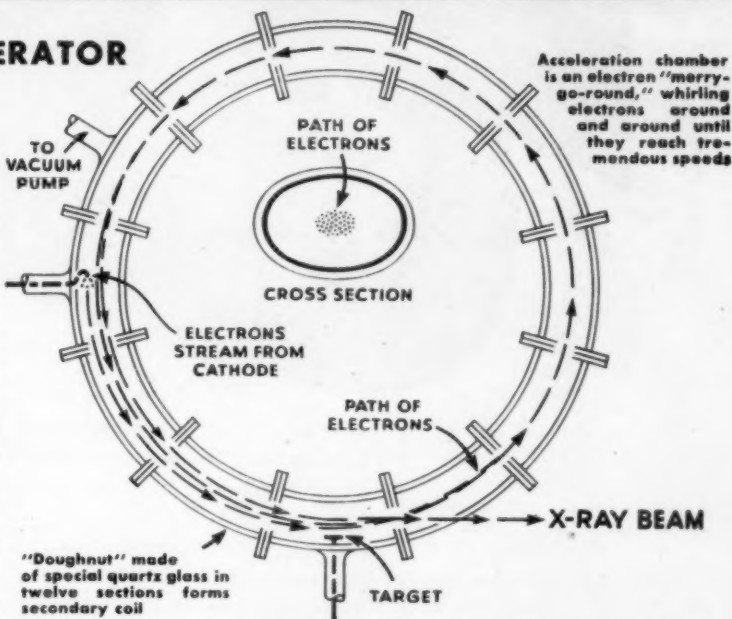 ERATOR
Acceleration chamber
is an electron "merry-
go-round," whirling
electrons around
and around until
they reach tre-
mendous speeds
TO
VACUUM
PUMP
PATH OF
ELECTRONS
CROSS SECTION
ELECTRONS
STREAM FROM
CATHODE
PATH OF
ELECTRONS
X-RAY BEAM
"Doughnut" made
of special quartz glass in
twelve sections forms
secondary coil
TARGET